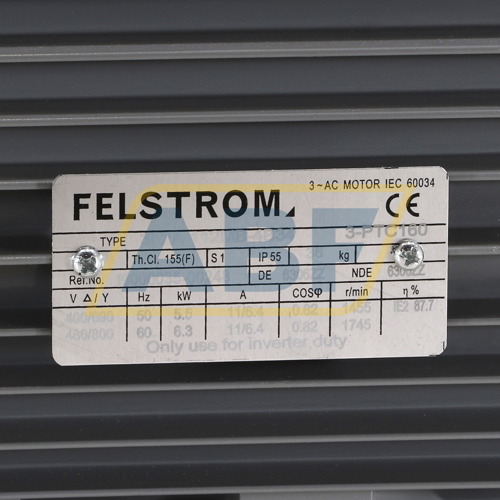 3~AC MOTOR IEC 60034
FELSTROM CE
TYPE 3-PTC160
Th.Cl. 155(F) S1 IP 55 kg
Ref.No. DE 6308ZZ NDE 6308ZZ
V Δ / Y Hz kW A COSφ r/min η %
400/690 50 5.5 11/6.4 0.82 1455 IE2 87.7
480/800 60 6.3 11/6.4 0.82 1745
Only use for inverter duty
ABF